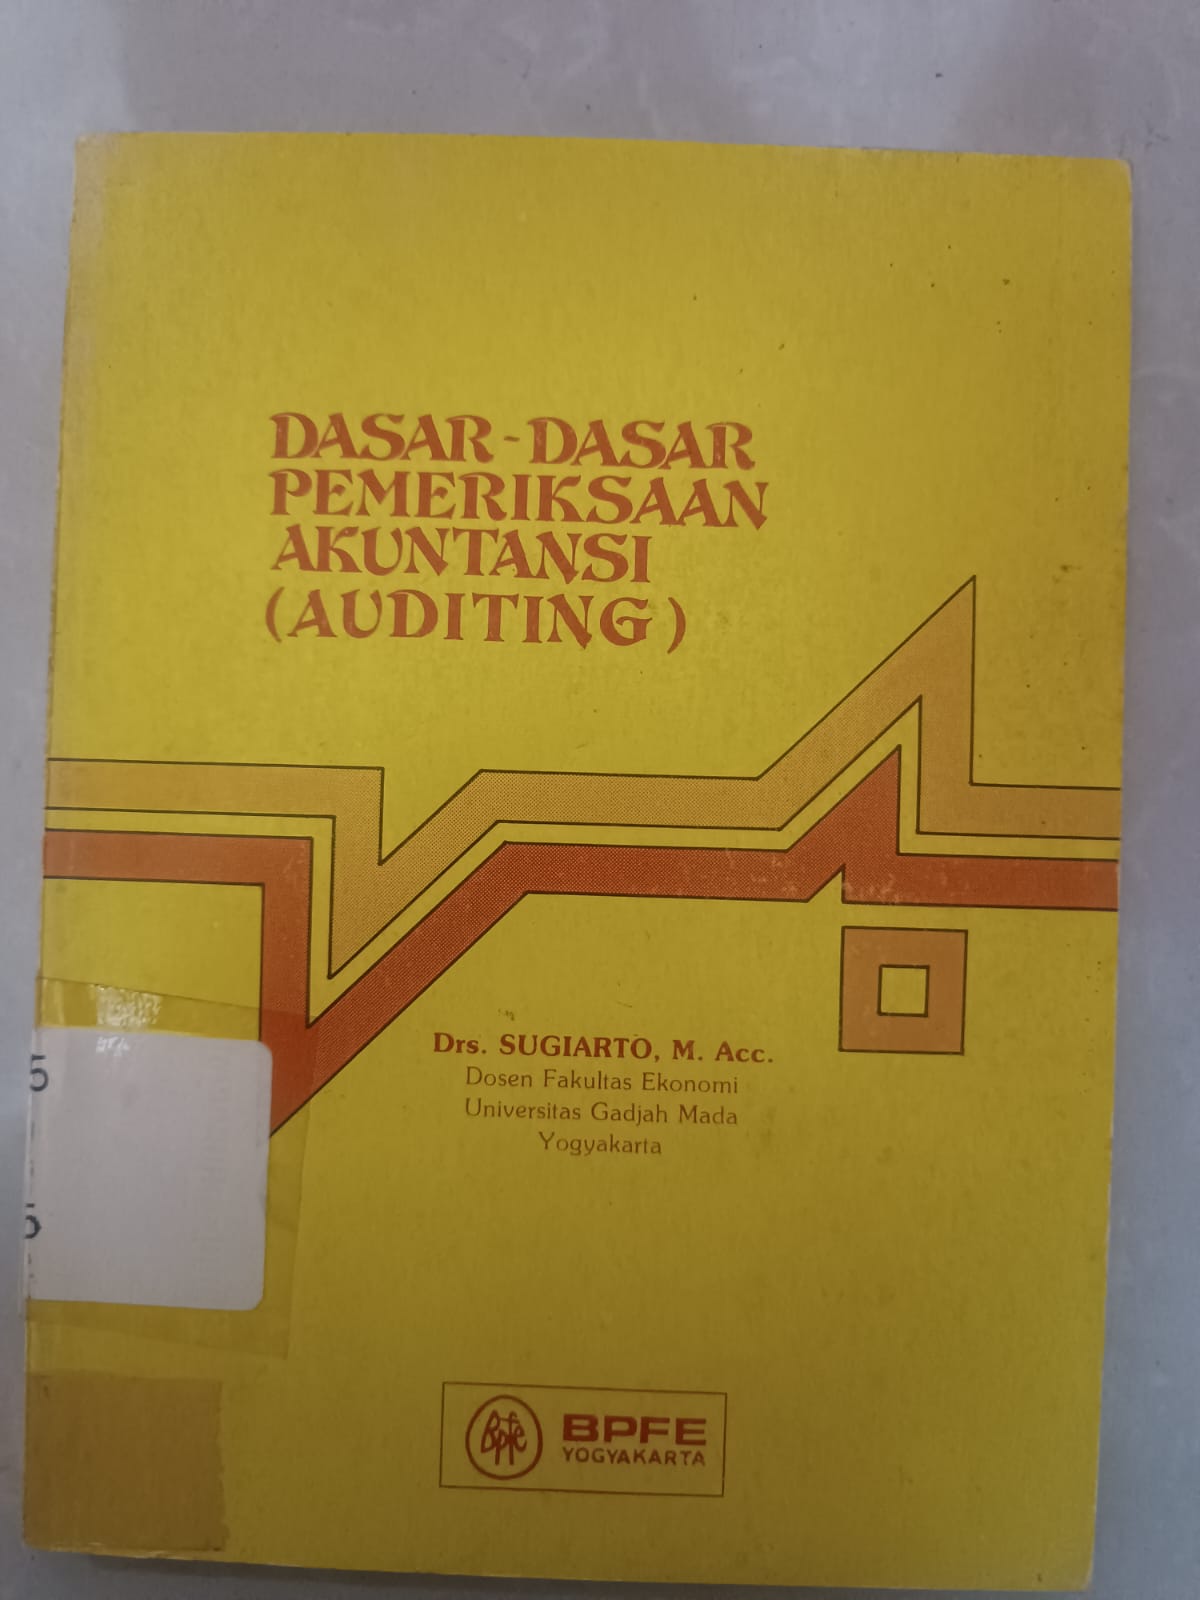 DASAR-DASAR
PEMERIKSAAN
AKUNTANSI
(AUDITING)
Drs. SUGIARTO, M. Acc.
Dosen Fakultas Ekonomi
Universitas Gadjah Mada
Yogyakarta
5
5
Bpfe
BPFE
YOGYAKARTA